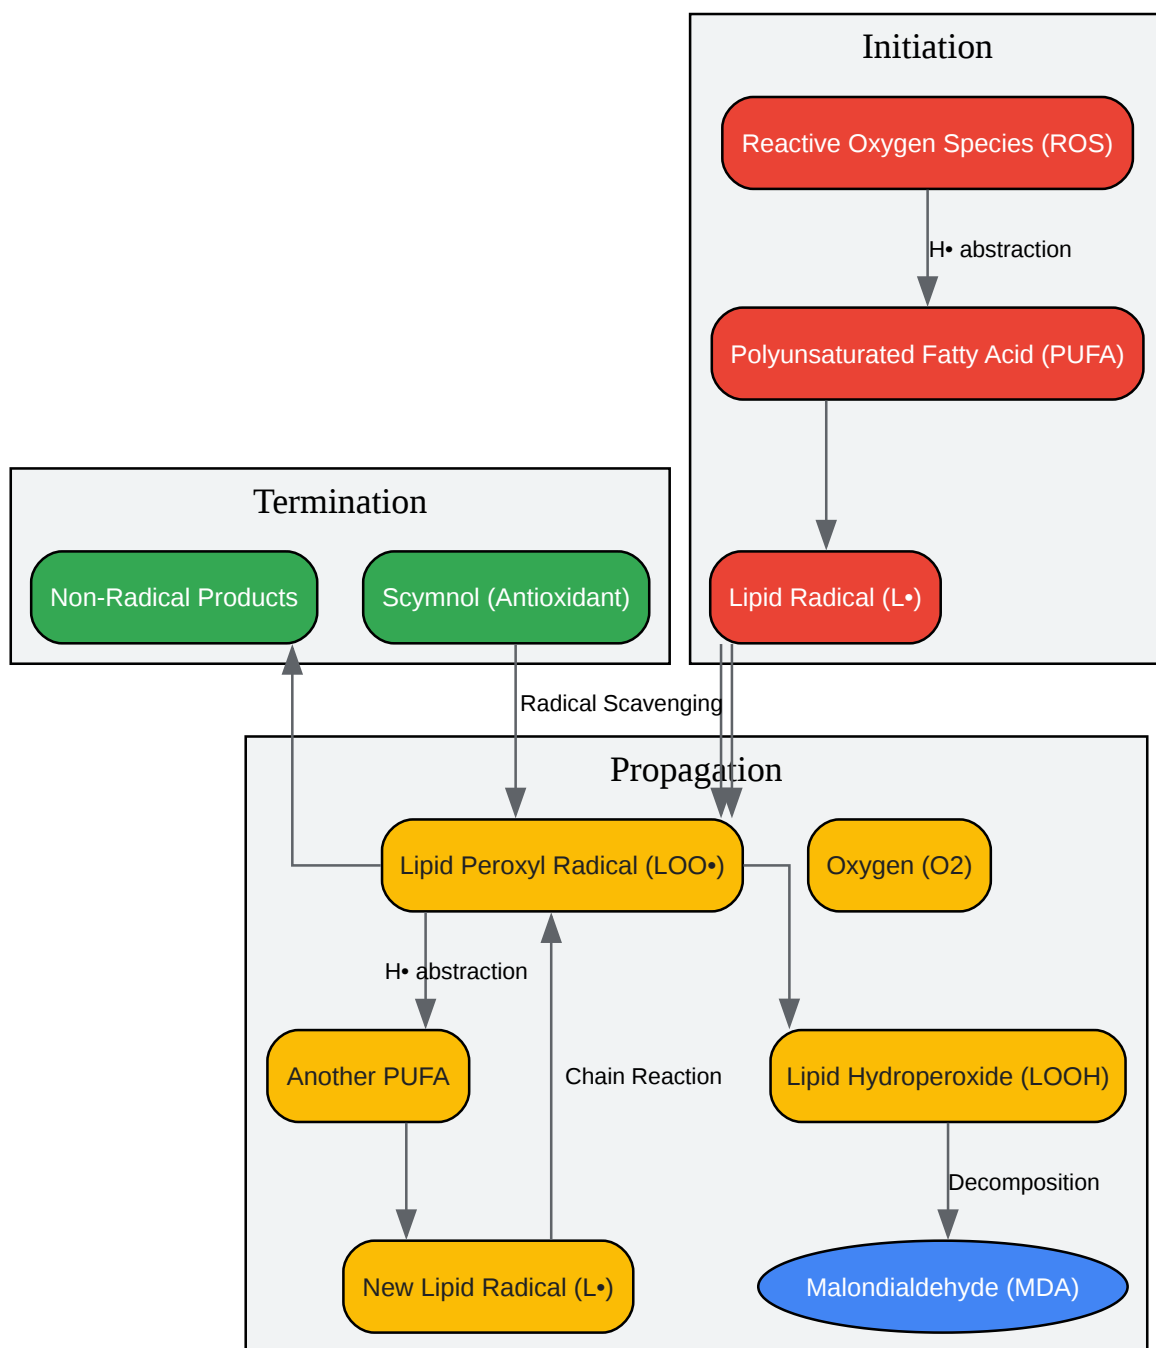 Initiation
Reactive Oxygen Species (ROS)
H• abstraction
Polyunsaturated Fatty Acid (PUFA)
Termination
Non-Radical Products
Scymnol (Antioxidant)
Lipid Radical (L•)
Radical Scavenging
Propagation
Lipid Peroxyl Radical (LOO•)
Oxygen (O2)
H• abstraction
Another PUFA
Chain Reaction
Lipid Hydroperoxide (LOOH)
Decomposition
New Lipid Radical (L•)
Malondialdehyde (MDA)